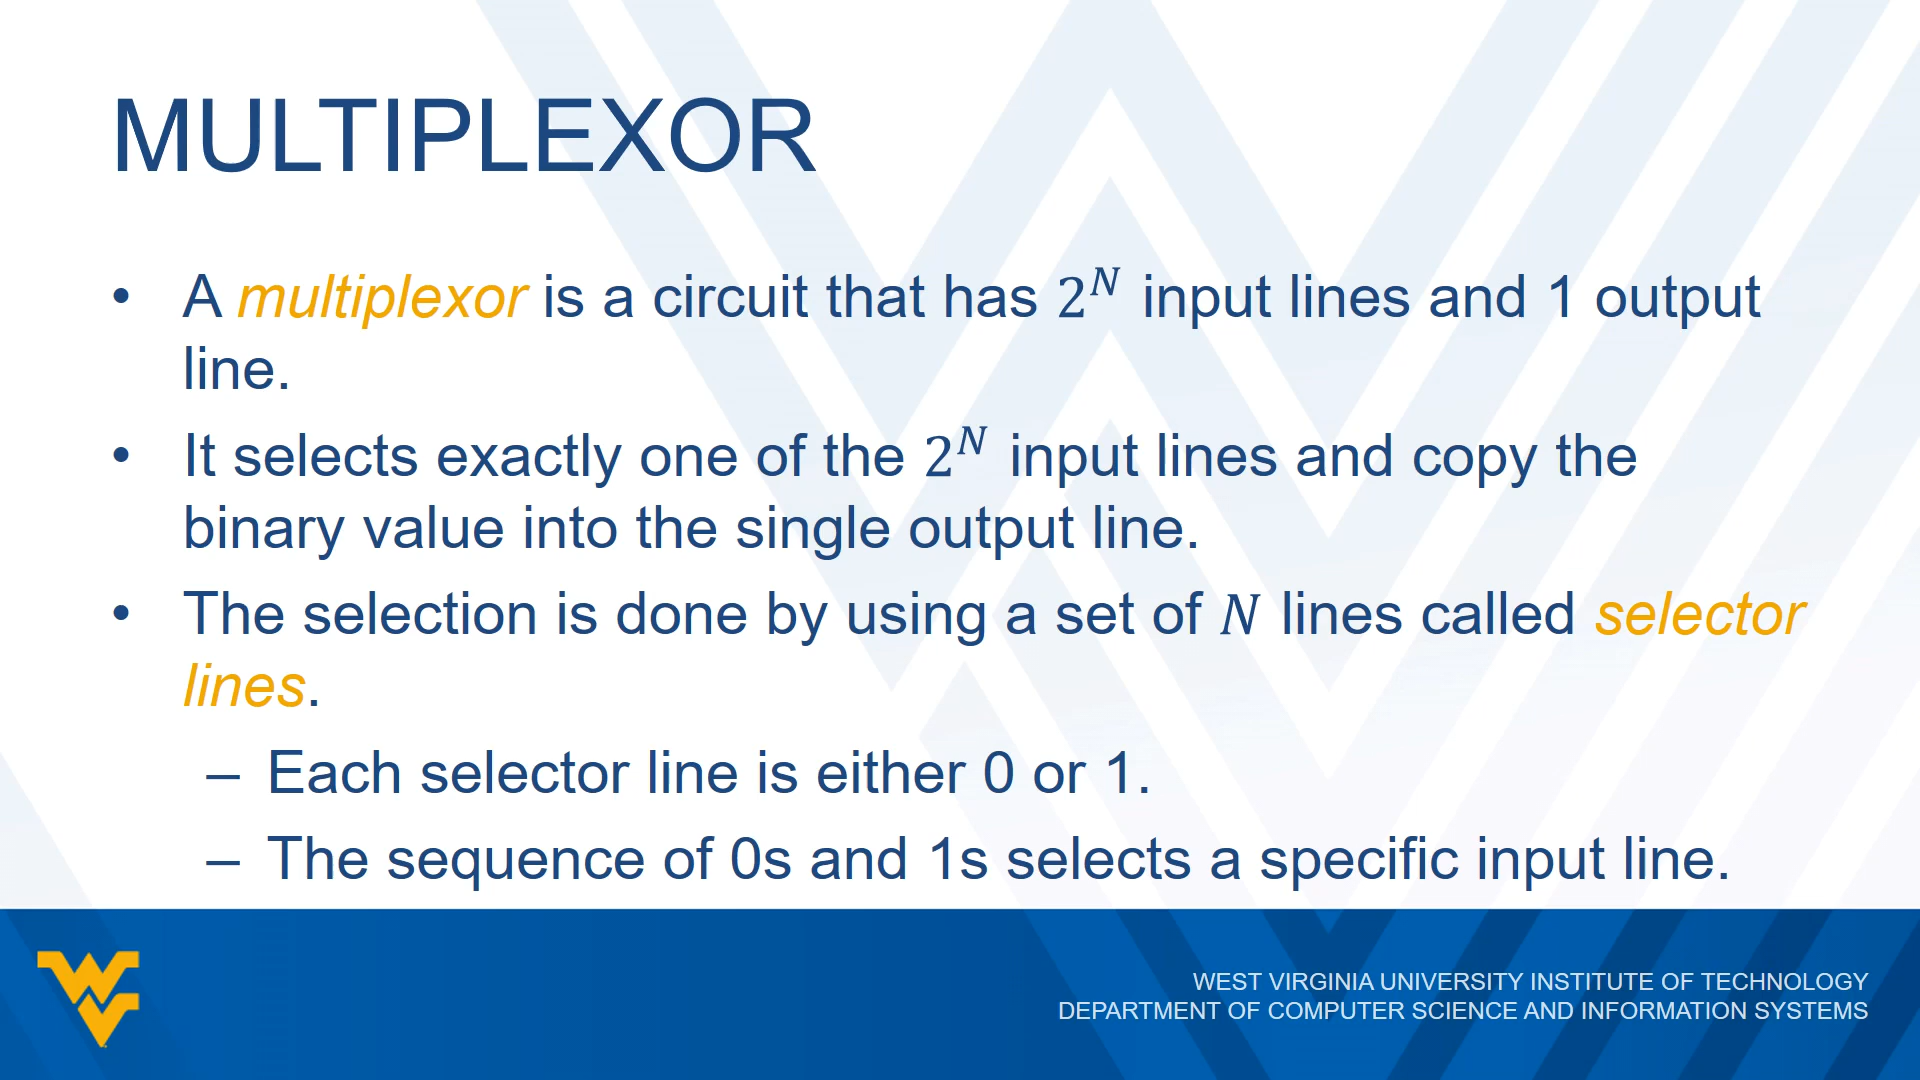 MULTIPLEXOR
• A multiplexor is a circuit that has 2^N input lines and 1 output
line.
• It selects exactly one of the 2^N input lines and copy the
binary value into the single output line.
• The selection is done by using a set of N lines called selector
lines.
– Each selector line is either 0 or 1.
– The sequence of 0s and 1s selects a specific input line.
WEST VIRGINIA UNIVERSITY INSTITUTE OF TECHNOLOGY
DEPARTMENT OF COMPUTER SCIENCE AND INFORMATION SYSTEMS